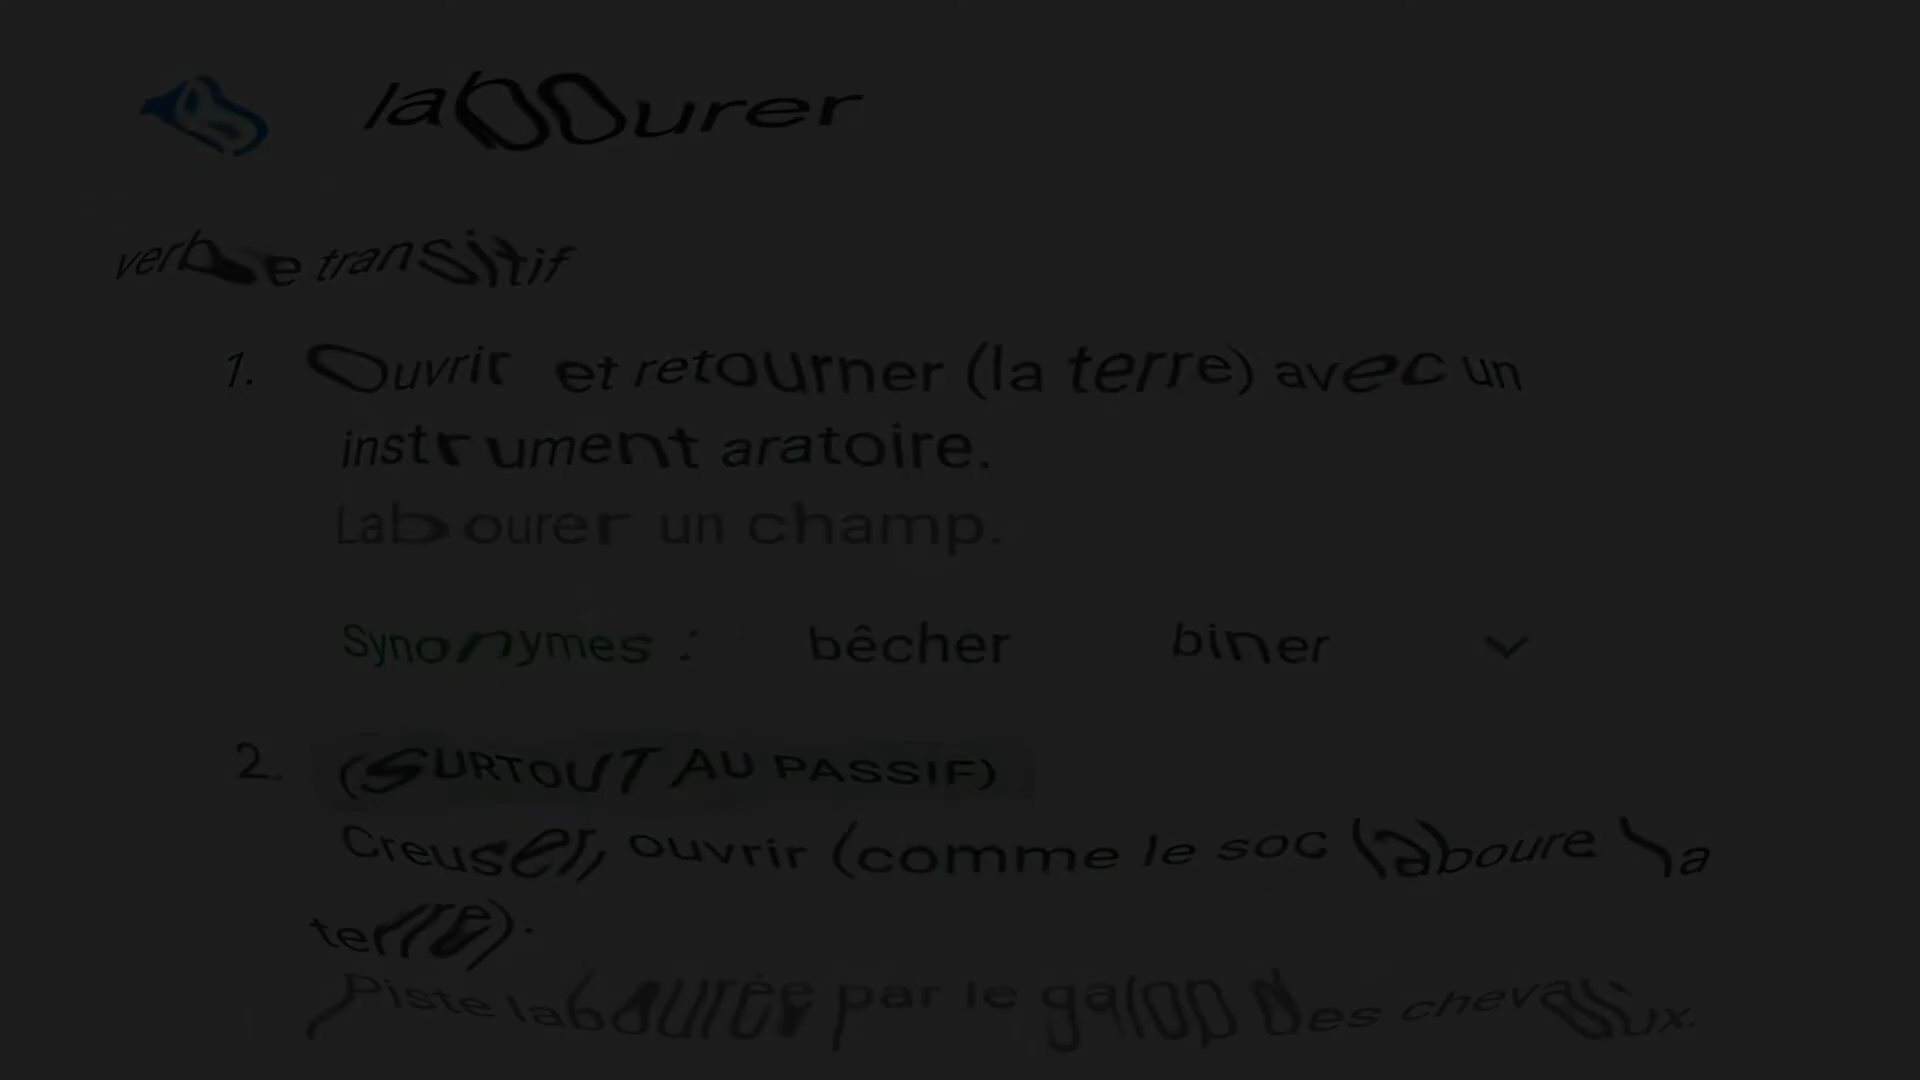 labourer
verbe transitif
1. Ouvrir et retourner (la terre) avec un
instrument aratoire.
Labourer un champ.
Synonymes : bêcher biner
2. (SURTOUT AU PASSIF)
Creuser, ouvrir (comme le soc laboure la
terre).
Piste labourée par le galop des chevaux.